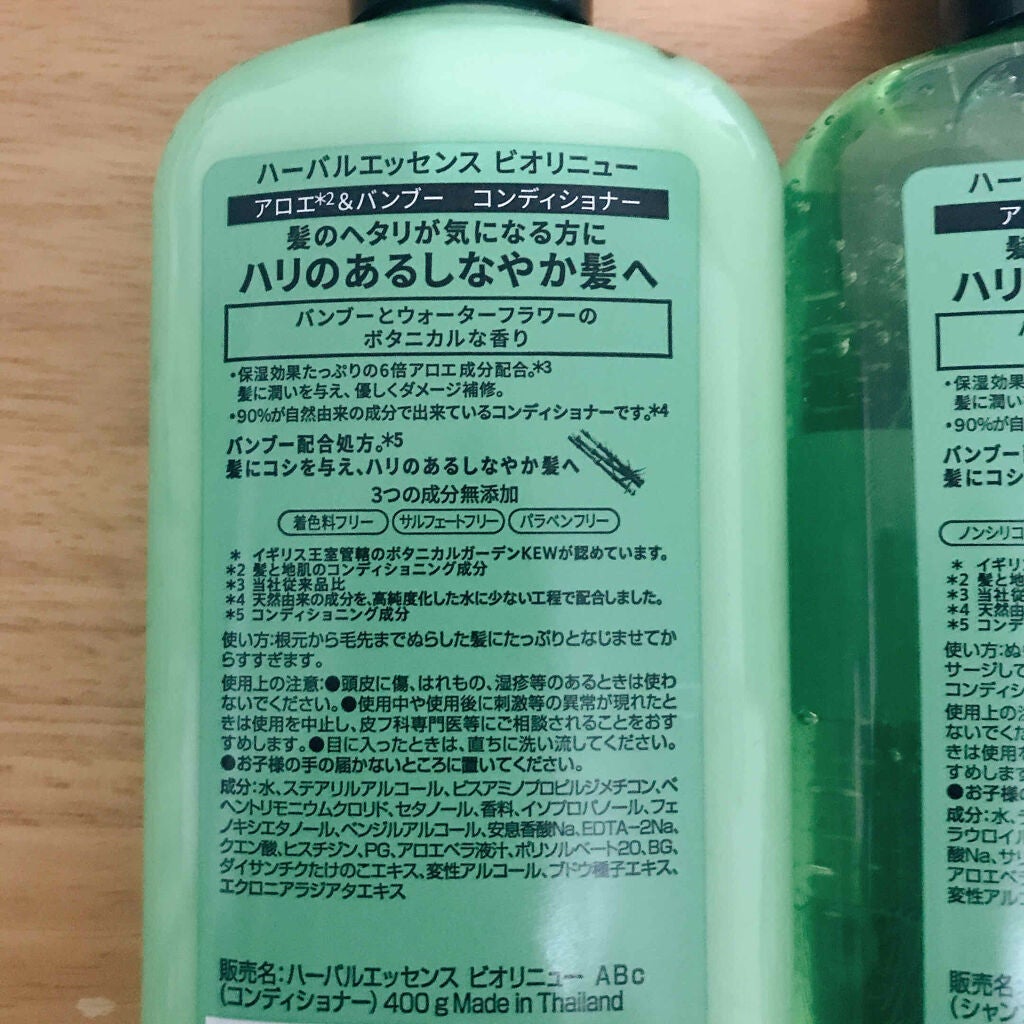 ハーバルエッセンス ビオリニュー
アロエ*2&バンブー コンディショナー
髪のヘタリが気になる方に
ハリのあるしなやか髪へ
バンブーとウォーターフラワーの
ボタニカルな香り
・保湿効果たっぷりの6倍アロエ成分配合。*3
髪に潤いを与え、優しくダメージ補修。
・90%が自然由来の成分で出来ているコンディショナーです。*4
バンブー配合処方。*5
髪にコシを与え、ハリのあるしなやか髪へ
3つの成分無添加
着色料フリー サルフェートフリー パラベンフリー
* イギリス王室管轄のボタニカルガーデンKEWが認めています。
*2 髪と地肌のコンディショニング成分
*3 当社従来品比
*4 天然由来の成分を、高純度化した水に少ない工程で配合しました。
*5 コンディショニング成分
使い方:根元から毛先までぬらした髪にたっぷりとなじませてか
らすすぎます。
使用上の注意:●頭皮に傷、はれもの、湿疹等のあるときは使わ
ないでください。●使用中や使用後に刺激等の異常が現れたと
きは使用を中止し、皮フ科専門医等にご相談されることをおす
すめします。●目に入ったときは、直ちに洗い流してください。
●お子様の手の届かないところに置いてください。
成分:水、ステアリルアルコール、ビスアミノプロピルジメチコン、ベ
ヘントリモニウムクロリド、セタノール、香料、イソプロパノール、フェ
ノキシエタノール、ベンジルアルコール、安息香酸Na、EDTA-2Na、
クエン酸、ヒスチジン、PG、アロエベラ液汁、ポリソルベート20、BG、
ダイサンチクたけのこエキス、変性アルコール、ブドウ種子エキス、
エクロニアラジアタエキス
販売名:ハーバルエッセンス ビオリニュー ABc
(コンディショナー) 400g Made in Thailand
ハー
ア
髪
ハリ
・保湿効果
髪に潤い
・90%が自
バンブー
髪にコシ
ノンシリコ
* イギリス
*2 髪と地
*3 当社従
*4 天然由
*5 コンデ
使い方:ぬ
サージして
コンディシ
使用上の
ないでくだ
きは使用
すめします
●お子様の
成分:水、
ラウロイル
酸Na、サリ
アロエベ
変性アルコ
販売名
(シャン